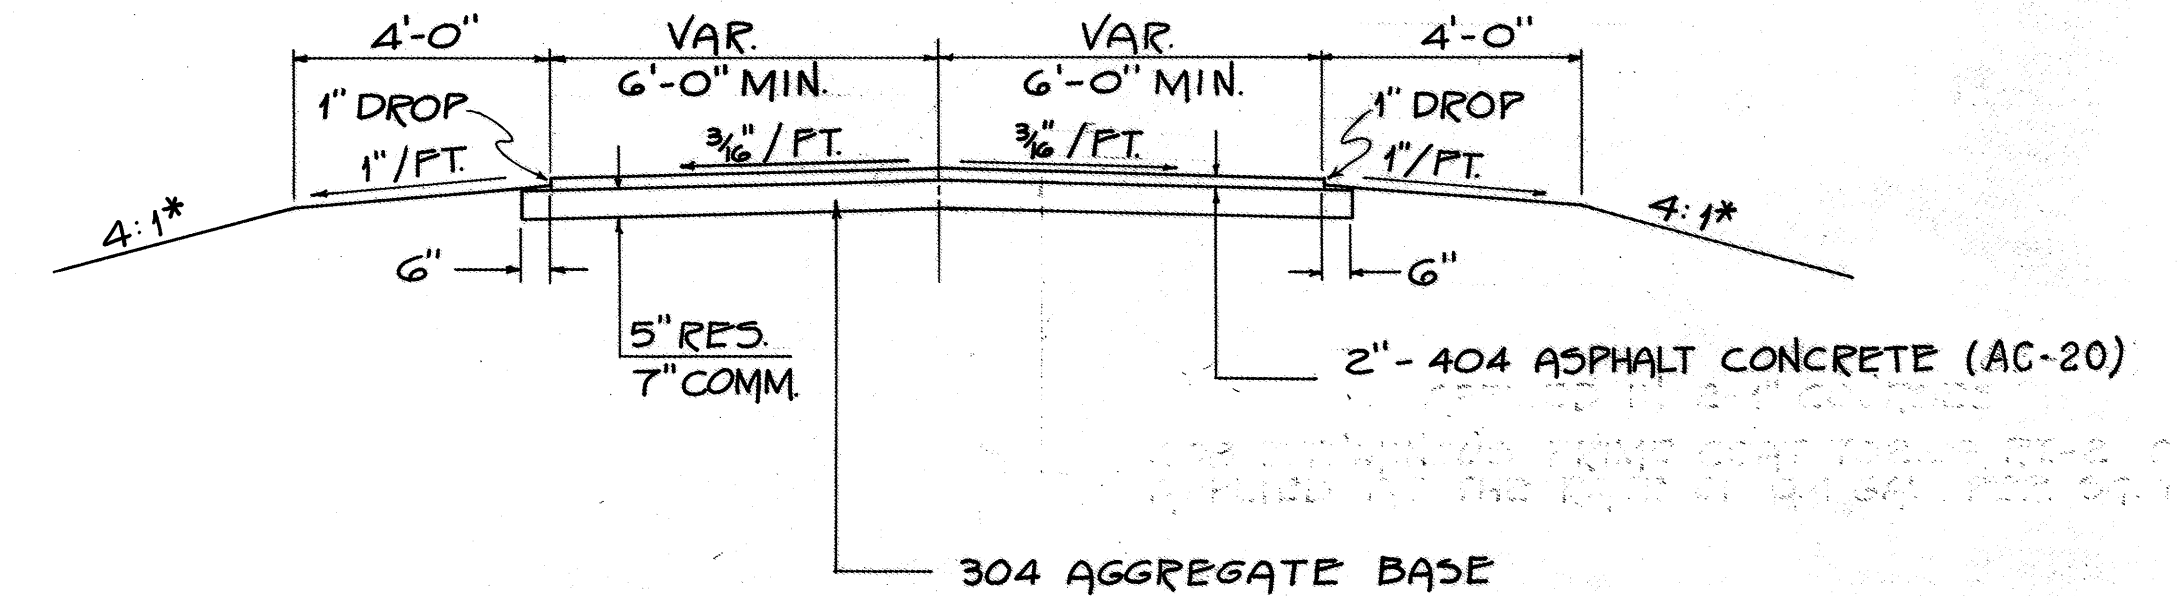 4'-0" VAR. VAR. 4'-0"
6'-0" MIN. 6'-0" MIN.
1" DROP 1" DROP
3/16" / FT. 3/16" / FT.
1" / FT. 1" / FT.
4:1* 4:1*
6" 6"
5" RES.
7" COMM.
2" - 404 ASPHALT CONCRETE (AC-20)
304 AGGREGATE BASE